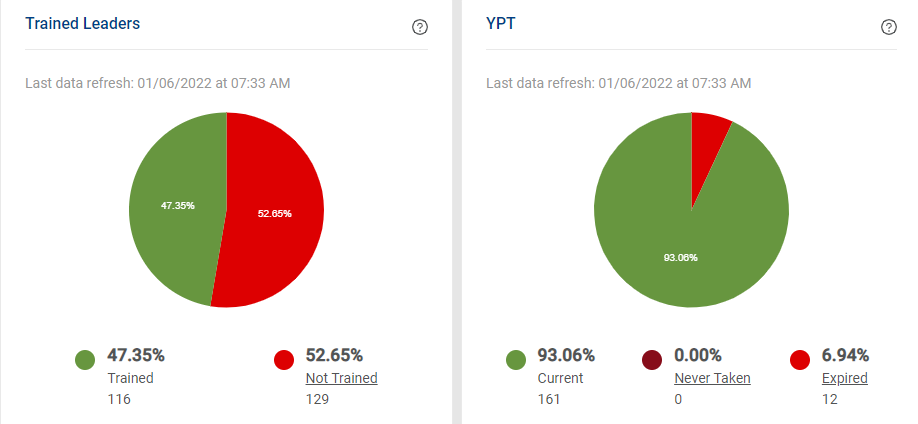 Trained Leaders
?
Last data refresh: 01/06/2022 at 07:33 AM
47.35%
52.65%
47.35%
Trained
116
52.65%
Not Trained
129
YPT
?
Last data refresh: 01/06/2022 at 07:33 AM
93.06%
93.06%
Current
161
0.00%
Never Taken
0
6.94%
Expired
12